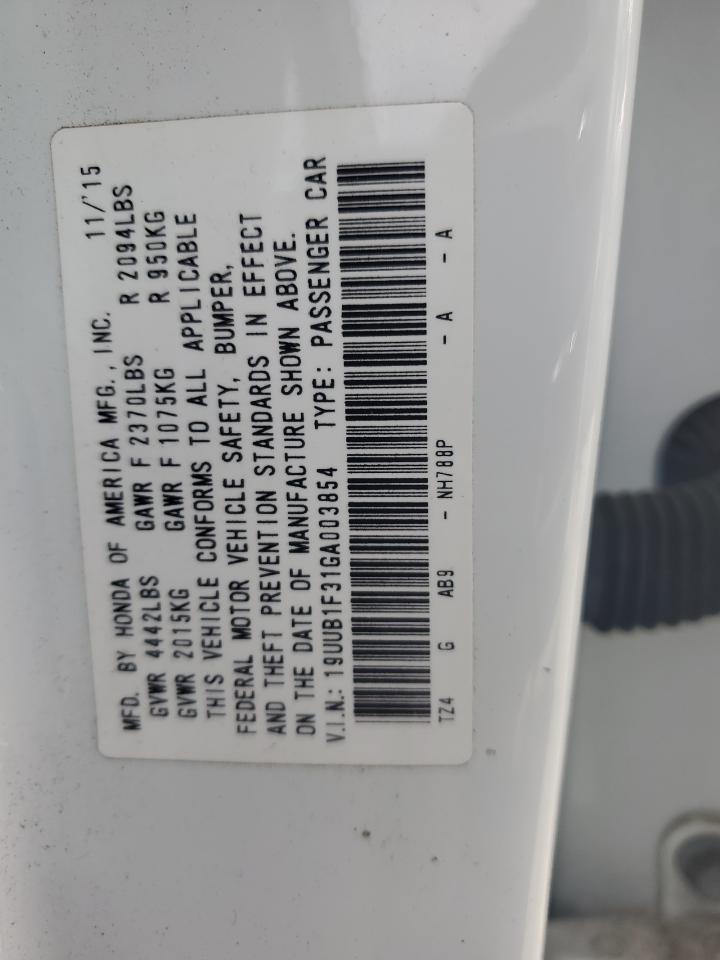 MFD. BY HONDA OF AMERICA MFG., INC. 11/'15
GVWR 4442LBS GAWR F 2370LBS R 2094LBS
GVWR 2015KG GAWR F 1075KG R 950KG
THIS VEHICLE CONFORMS TO ALL APPLICABLE
FEDERAL MOTOR VEHICLE SAFETY, BUMPER,
AND THEFT PREVENTION STANDARDS IN EFFECT
ON THE DATE OF MANUFACTURE SHOWN ABOVE.
V.I.N.: 19UUB1F31GA003854 TYPE: PASSENGER CAR
TZ4 G AB9 - NH788P - A - A